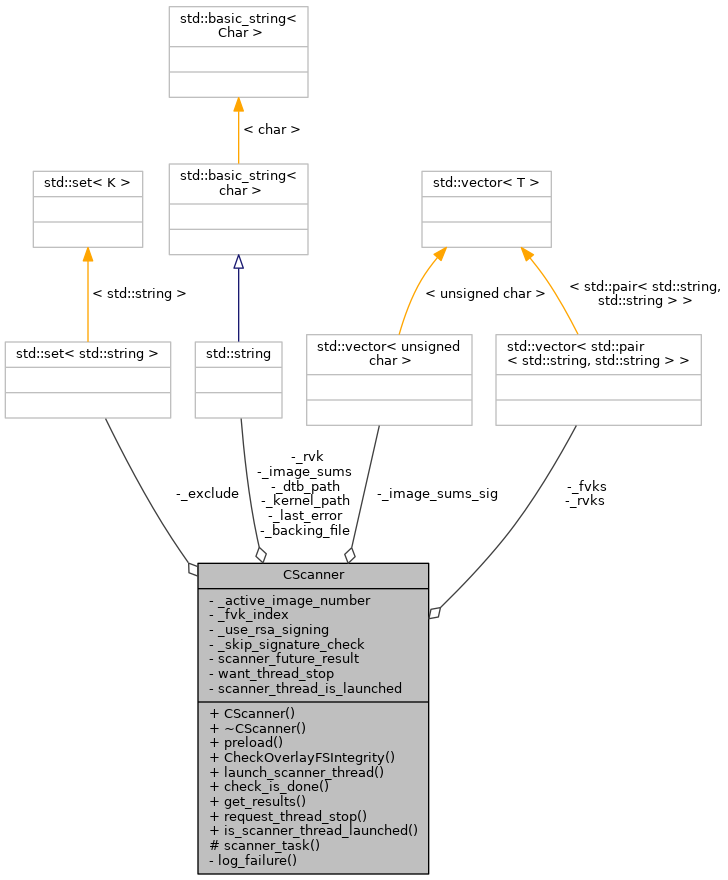 std::basic_string<
Char >
< char >
std::set< K >
std::basic_string<
char >
std::vector< T >
< std::string >
< unsigned char >
< std::pair< std::string,
std::string > >
std::set< std::string >
std::string
std::vector< unsigned
char >
std::vector< std::pair
< std::string, std::string > >
-_exclude
-_rvk
-_image_sums
-_dtb_path
-_kernel_path
-_last_error
-_backing_file
-_image_sums_sig
-_fvks
-_rvks
CScanner
- _active_image_number
- _fvk_index
- _use_rsa_signing
- _skip_signature_check
- scanner_future_result
- want_thread_stop
- scanner_thread_is_launched
+ CScanner()
+ ~CScanner()
+ preload()
+ CheckOverlayFSIntegrity()
+ launch_scanner_thread()
+ check_is_done()
+ get_results()
+ request_thread_stop()
+ is_scanner_thread_launched()
# scanner_task()
- log_failure()